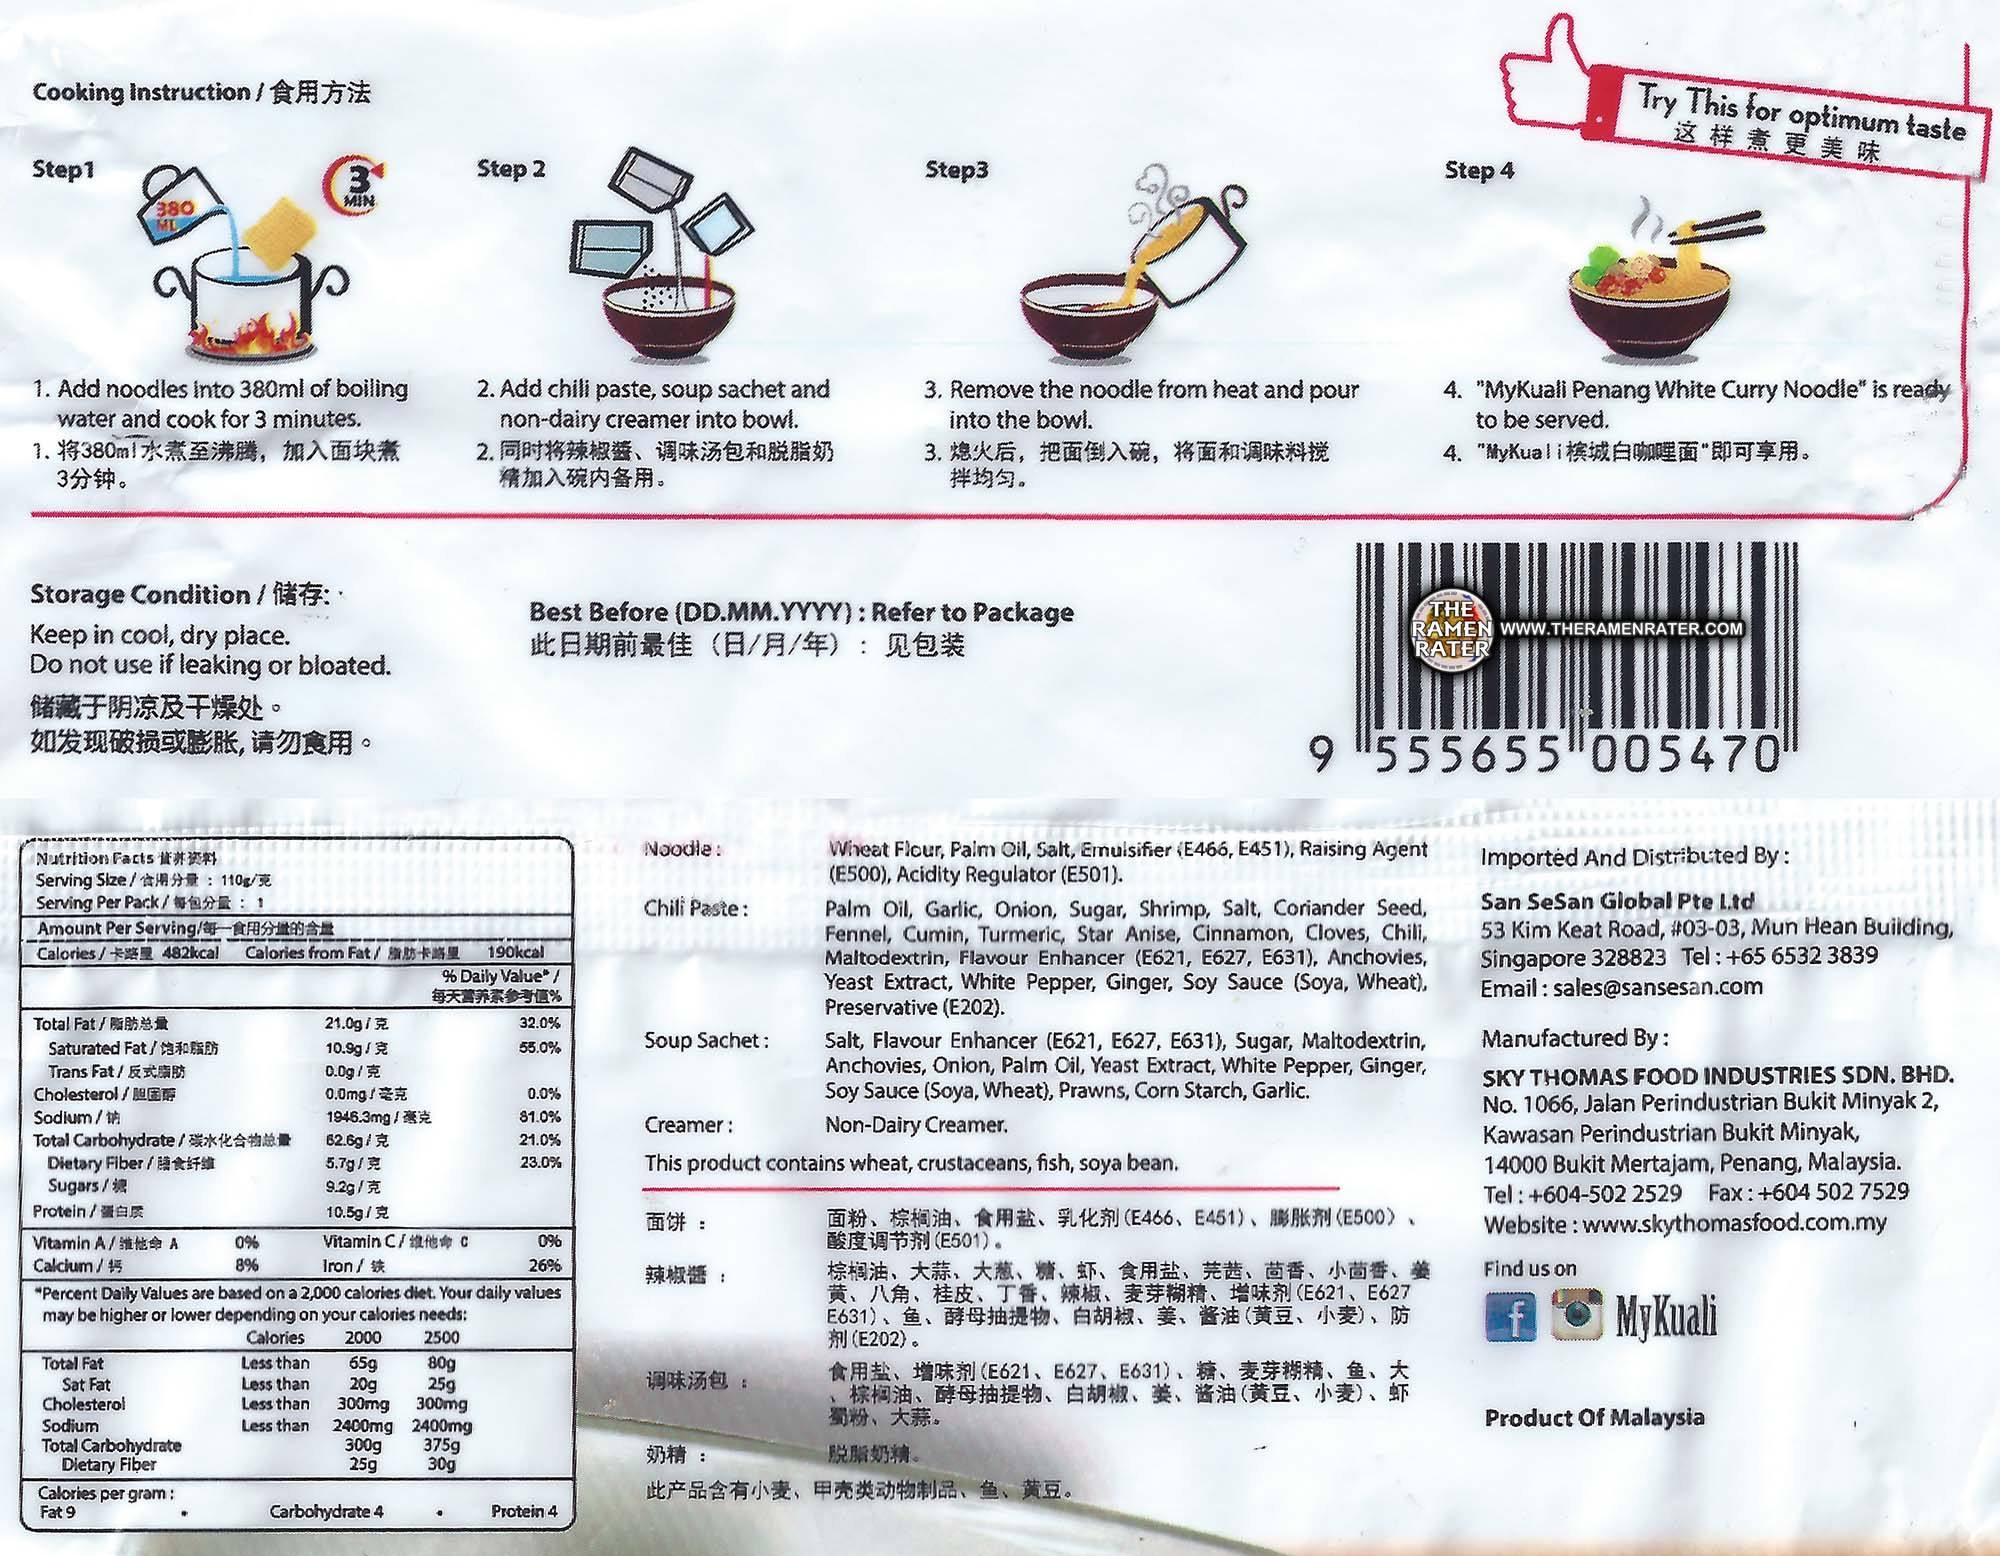 Cooking Instruction / 食用方法
Try This for optimum taste
这样煮更美味
Step1
380
ML
3
MIN
Step 2
Step3
Step 4
1. Add noodles into 380ml of boiling
water and cook for 3 minutes.
1. 将380ml水煮至沸腾，加入面块煮
3分钟。
2. Add chili paste, soup sachet and
non-dairy creamer into bowl.
2. 同时将辣椒醬、调味汤包和脱脂奶
精加入碗内备用。
3. Remove the noodle from heat and pour
into the bowl.
3. 熄火后，把面倒入碗，将面和调味料搅
拌均匀。
4. "MyKuali Penang White Curry Noodle" is ready
to be served.
4. "MyKuali槟城白咖喱面"即可享用。
Storage Condition / 储存:
Keep in cool, dry place.
Do not use if leaking or bloated.
储藏于阴凉及干燥处。
如发现破损或膨胀, 请勿食用。
Best Before (DD.MM.YYYY) : Refer to Package
此日期前最佳（日/月/年）: 见包装
THE
RAMEN
RATER
WWW.THERAMENRATER.COM
9 555655 005470
Nutrition Facts 营养资料
Serving Size / 食用分量 : 110g/克
Serving Per Pack / 每包分量 : 1
Amount Per Serving/每一食用分量的含量
Calories / 卡路里 482kcal Calories from Fat / 脂肪卡路里 190kcal
% Daily Value* /
每天营养素参考值%
Total Fat / 脂肪总量 21.0g / 克 32.0%
Saturated Fat / 饱和脂肪 10.9g / 克 55.0%
Trans Fat / 反式脂肪 0.0g / 克
Cholesterol / 胆固醇 0.0mg / 毫克 0.0%
Sodium / 钠 1946.3mg / 毫克 81.0%
Total Carbohydrate / 碳水化合物总量 62.6g / 克 21.0%
Dietary Fiber / 膳食纤维 5.7g / 克 23.0%
Sugars / 糖 9.2g / 克
Protein / 蛋白质 10.5g / 克
Vitamin A / 维他命 A 0% Vitamin C / 维他命 C 0%
Calcium / 钙 8% Iron / 铁 26%
*Percent Daily Values are based on a 2,000 calories diet. Your daily values
may be higher or lower depending on your calories needs:
Calories 2000 2500
Total Fat Less than 65g 80g
Sat Fat Less than 20g 25g
Cholesterol Less than 300mg 300mg
Sodium Less than 2400mg 2400mg
Total Carbohydrate 300g 375g
Dietary Fiber 25g 30g
Calories per gram :
Fat 9 • Carbohydrate 4 • Protein 4
Noodle : Wheat Flour, Palm Oil, Salt, Emulsifier (E466, E451), Raising Agent
(E500), Acidity Regulator (E501).
Chili Paste : Palm Oil, Garlic, Onion, Sugar, Shrimp, Salt, Coriander Seed,
Fennel, Cumin, Turmeric, Star Anise, Cinnamon, Cloves, Chili,
Maltodextrin, Flavour Enhancer (E621, E627, E631), Anchovies,
Yeast Extract, White Pepper, Ginger, Soy Sauce (Soya, Wheat),
Preservative (E202).
Soup Sachet : Salt, Flavour Enhancer (E621, E627, E631), Sugar, Maltodextrin,
Anchovies, Onion, Palm Oil, Yeast Extract, White Pepper, Ginger,
Soy Sauce (Soya, Wheat), Prawns, Corn Starch, Garlic.
Creamer : Non-Dairy Creamer.
This product contains wheat, crustaceans, fish, soya bean.
面饼 : 面粉、棕榈油、食用盐、乳化剂(E466、E451)、膨胀剂(E500)、
酸度调节剂(E501)。
辣椒醬 : 棕榈油、大蒜、大葱、糖、虾、食用盐、芫茜、茴香、小茴香、姜
黄、八角、桂皮、丁香、辣椒、麦芽糊精、增味剂(E621、E627
E631)、鱼、酵母抽提物、白胡椒、姜、酱油(黄豆、小麦)、防
剂(E202)。
调味汤包 : 食用盐、增味剂(E621、E627、E631)、糖、麦芽糊精、鱼、大
、棕榈油、酵母抽提物、白胡椒、姜、酱油(黄豆、小麦)、虾
蜀粉、大蒜。
奶精 : 脱脂奶精。
此产品含有小麦、甲壳类动物制品、鱼、黄豆。
Imported And Distributed By :
San SeSan Global Pte Ltd
53 Kim Keat Road, #03-03, Mun Hean Building,
Singapore 328823 Tel : +65 6532 3839
Email : sales@sansesan.com
Manufactured By :
SKY THOMAS FOOD INDUSTRIES SDN. BHD.
No. 1066, Jalan Perindustrian Bukit Minyak 2,
Kawasan Perindustrian Bukit Minyak,
14000 Bukit Mertajam, Penang, Malaysia.
Tel : +604-502 2529 Fax : +604 502 7529
Website : www.skythomasfood.com.my
Find us on
f MyKuali
Product Of Malaysia